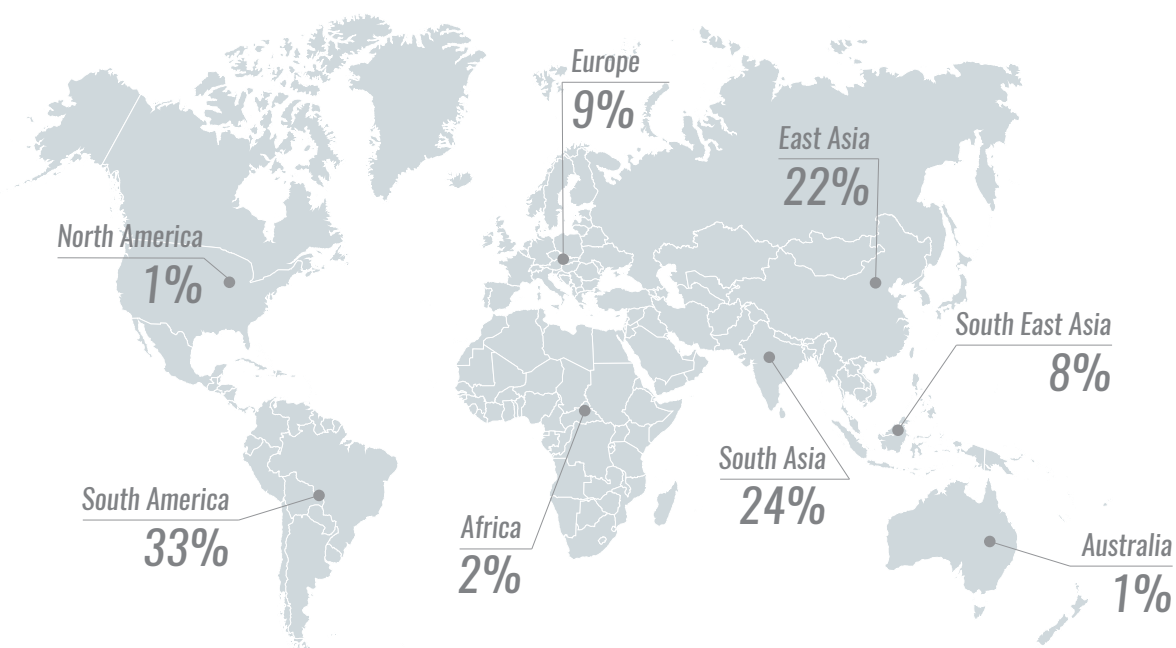 Europe
9%
East Asia
22%
North America
1%
South East Asia
8%
South Asia
24%
South America
33%
Africa
2%
Australia
1%